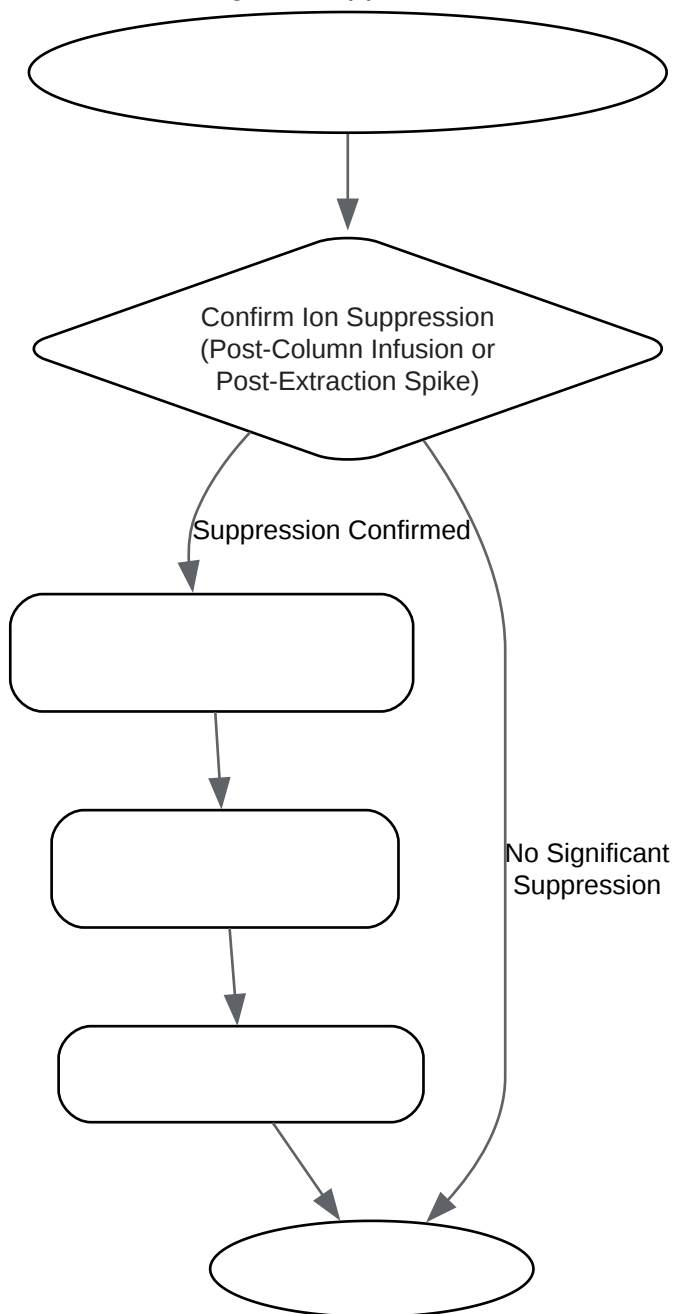 Confirm Ion Suppression
(Post-Column Infusion or
Post-Extraction Spike)
Suppression Confirmed
No Significant
Suppression